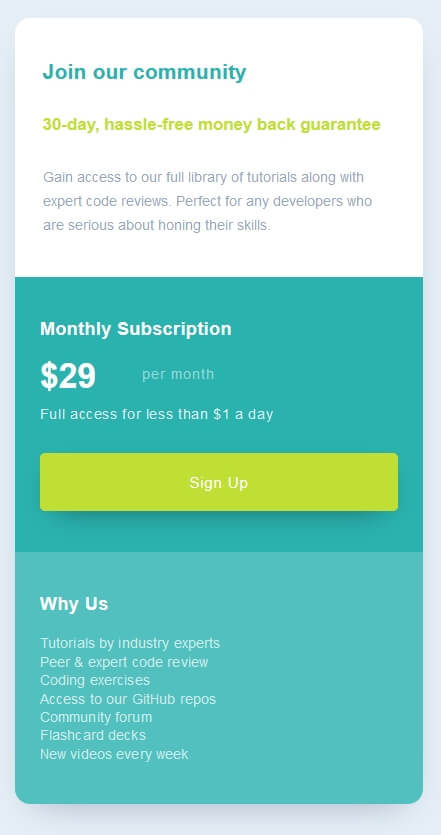 Join our community
30-day, hassle-free money back guarantee
Gain access to our full library of tutorials along with
expert code reviews. Perfect for any developers who
are serious about honing their skills.
Monthly Subscription
$29 per month
Full access for less than $1 a day
Sign Up
Why Us
Tutorials by industry experts
Peer & expert code review
Coding exercises
Access to our GitHub repos
Community forum
Flashcard decks
New videos every week